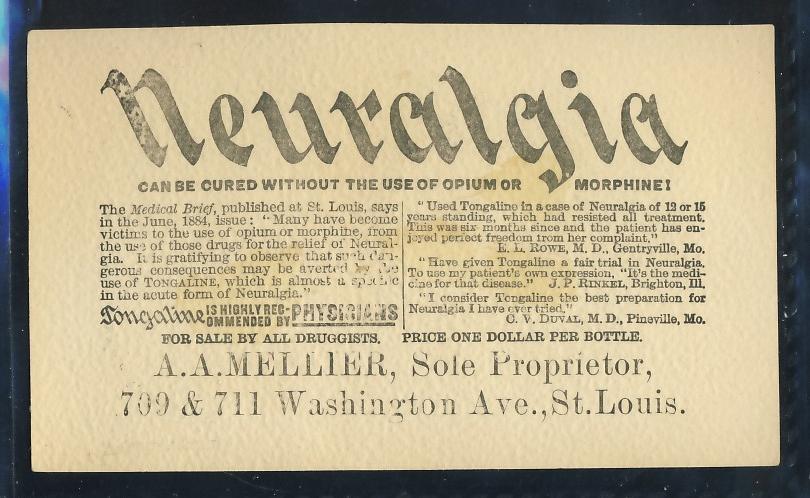 Neuralgia
CAN BE CURED WITHOUT THE USE OF OPIUM OR MORPHINE!
The Medical Brief, published at St. Louis, says
in the June, 1884, issue: "Many have become
victims to the use of opium or morphine, from
the use of those drugs for the relief of Neural-
gia. It is gratifying to observe that such dan-
gerous consequences may be averted by the
use of TONGALINE, which is almost a specific
in the acute form of Neuralgia."
Tongaline IS HIGHLY REC-
OMMENDED BY PHYSICIANS
"Used Tongaline in a case of Neuralgia of 12 or 15
years standing, which had resisted all treatment.
This was six months since and the patient has en-
joyed perfect freedom from her complaint."
E. L. ROWE, M. D., Gentryville, Mo.
"Have given Tongaline a fair trial in Neuralgia.
To use my patient's own expression, "It's the medi-
cine for that disease." J. P. RINKEL, Brighton, Ill.
"I consider Tongaline the best preparation for
Neuralgia I have ever tried."
C. V. DUVAL, M. D., Pineville, Mo.
FOR SALE BY ALL DRUGGISTS. PRICE ONE DOLLAR PER BOTTLE.
A. A. MELLIER, Sole Proprietor,
709 & 711 Washington Ave., St. Louis.